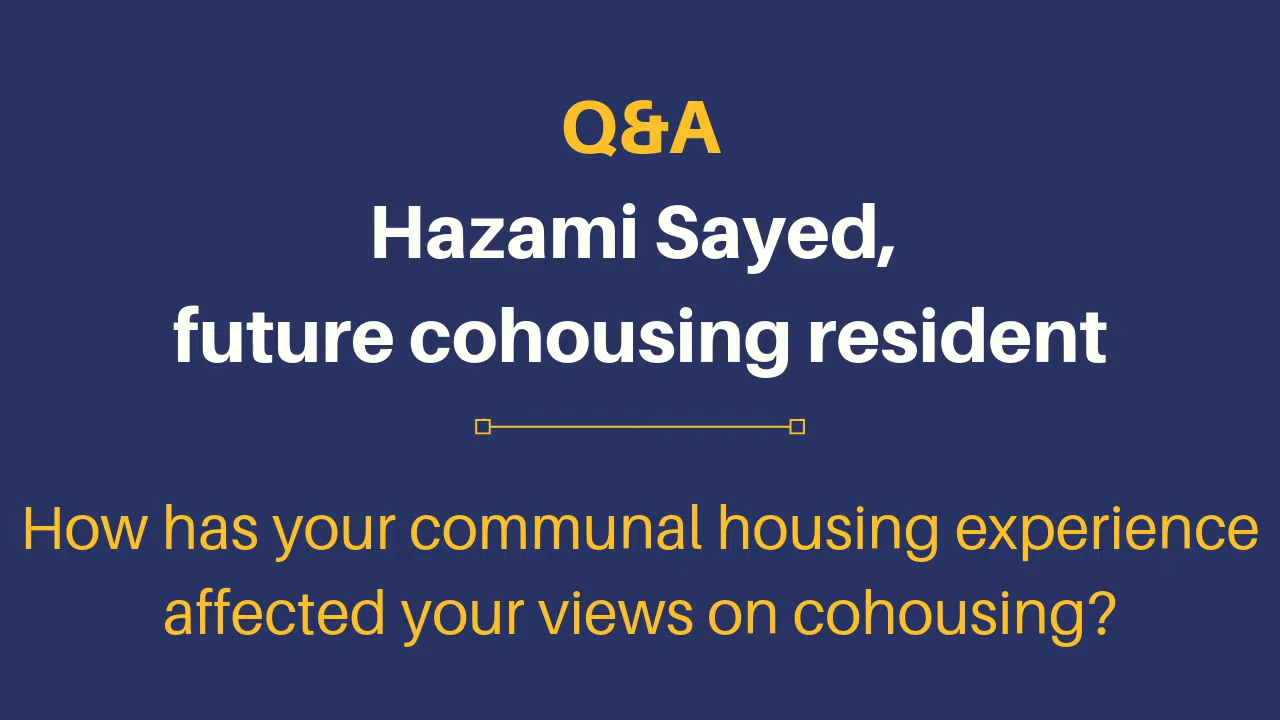 Q&A
Hazami Sayed,
future cohousing resident
How has your communal housing experience
affected your views on cohousing?